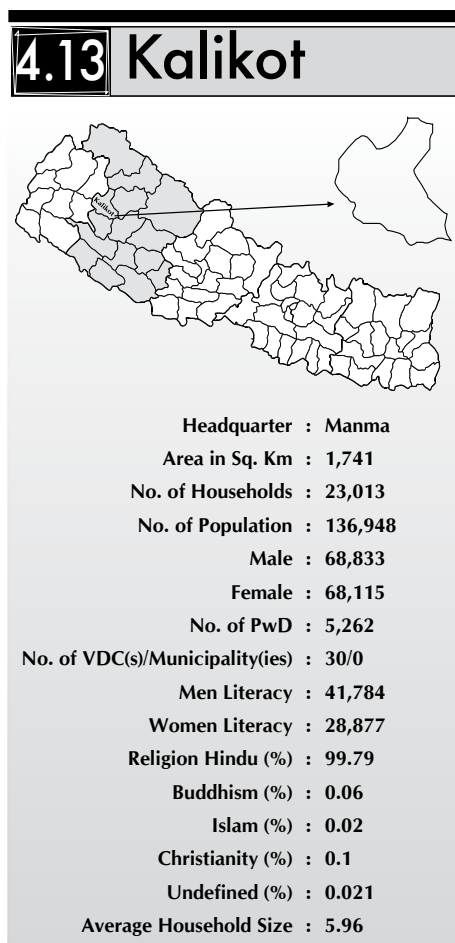 4.13 Kalikot
Kalikot
Headquarter : Manma
Area in Sq. Km : 1,741
No. of Households : 23,013
No. of Population : 136,948
Male : 68,833
Female : 68,115
No. of PwD : 5,262
No. of VDC(s)/Municipality(ies) : 30/0
Men Literacy : 41,784
Women Literacy : 28,877
Religion Hindu (%) : 99.79
Buddhism (%) : 0.06
Islam (%) : 0.02
Christianity (%) : 0.1
Undefined (%) : 0.021
Average Household Size : 5.96